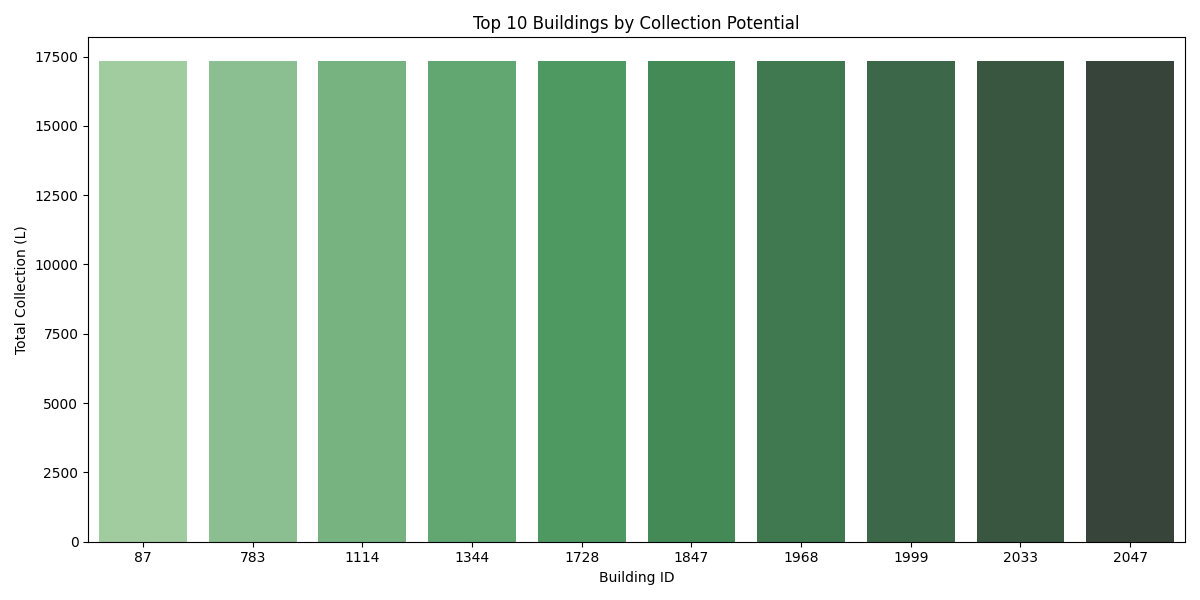 Top 10 Buildings by Collection Potential
Total Collection (L)
17500
15000
12500
10000
7500
5000
2500
0
87 783 1114 1344 1728 1847 1968 1999 2033 2047
Building ID